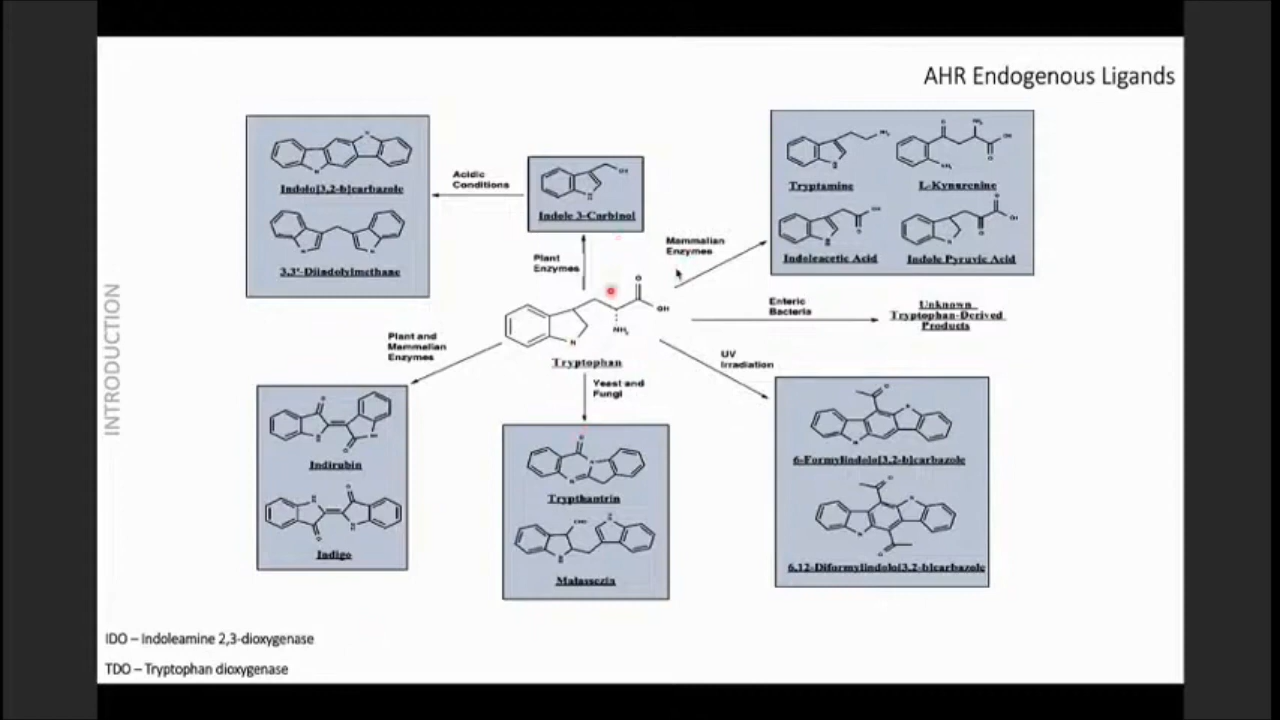 AHR Endogenous Ligands
INTRODUCTION
Indolo[3,2-b]carbazole
3,3'-Diindolylmethane
Acidic
Conditions
Indole 3-Carbinol
Plant
Enzymes
Mammalian
Enzymes
Tryptamine
L-Kynurenine
Indoleacetic Acid
Indole Pyruvic Acid
Enteric
Bacteria
Unknown
Tryptophan-Derived
Products
Tryptophan
Plant and
Mammalian
Enzymes
Indirubin
Indigo
Yeast and
Fungi
Trypthantrin
Malassezin
UV
Irradiation
6-Formylindolo[3,2-b]carbazole
6,12-Diformylindolo[3,2-b]carbazole
IDO – Indoleamine 2,3-dioxygenase
TDO – Tryptophan dioxygenase